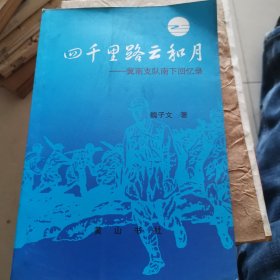 四千里路云和月
——冀南支队南下回忆录
魏子文 著
黄山书社